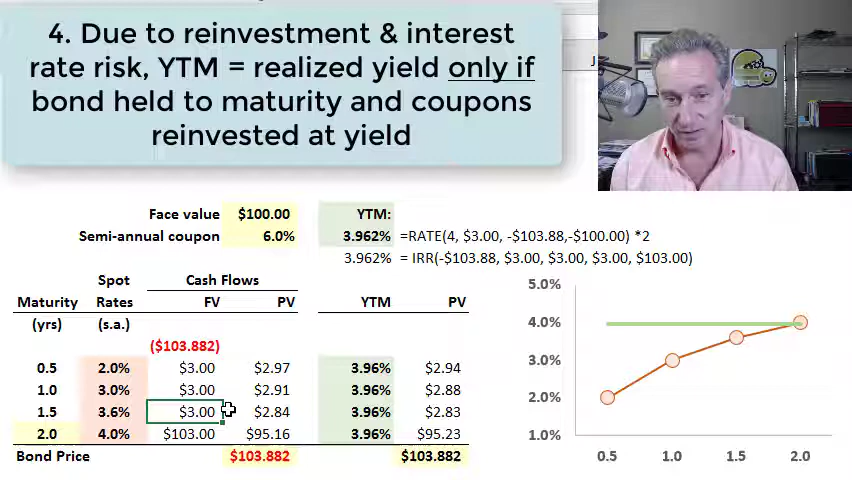 4. Due to reinvestment & interest
rate risk, YTM = realized yield only if
bond held to maturity and coupons
reinvested at yield
J
Face value $100.00 YTM:
Semi-annual coupon 6.0% 3.962% =RATE(4, $3.00, -$103.88,-$100.00) *2
3.962% = IRR(-$103.88, $3.00, $3.00, $3.00, $103.00)
Spot Cash Flows
Maturity Rates FV PV YTM PV
(yrs) (s.a.)
($103.882)
0.5 2.0% $3.00 $2.97 3.96% $2.94
1.0 3.0% $3.00 $2.91 3.96% $2.88
1.5 3.6% $3.00 $2.84 3.96% $2.83
2.0 4.0% $103.00 $95.16 3.96% $95.23
Bond Price $103.882 $103.882
5.0%
4.0%
3.0%
2.0%
1.0%
0.5 1.0 1.5 2.0